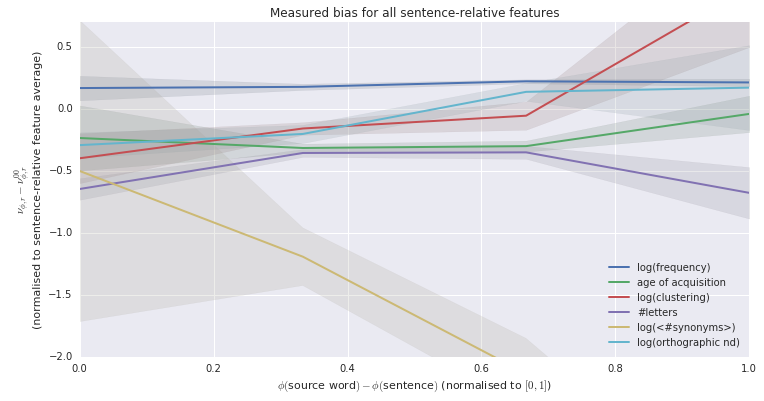 Measured bias for all sentence-relative features
ν_{ϕ,r} − ν_{ϕ,r}^{00}
(normalised to sentence-relative feature average)
0.5
0.0
−0.5
−1.0
−1.5
−2.0
log(frequency)
age of acquisition
log(clustering)
#letters
log(<#synonyms>)
log(orthographic nd)
0.0 0.2 0.4 0.6 0.8 1.0
ϕ(source word) − ϕ(sentence) (normalised to [0, 1])